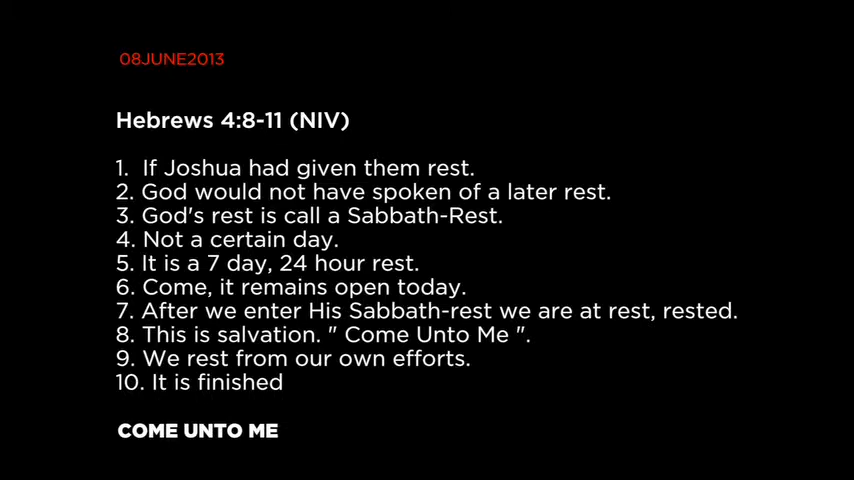 08JUNE2013
Hebrews 4:8-11 (NIV)
1. If Joshua had given them rest.
2. God would not have spoken of a later rest.
3. God's rest is call a Sabbath-Rest.
4. Not a certain day.
5. It is a 7 day, 24 hour rest.
6. Come, it remains open today.
7. After we enter His Sabbath-rest we are at rest, rested.
8. This is salvation. " Come Unto Me ".
9. We rest from our own efforts.
10. It is finished
COME UNTO ME